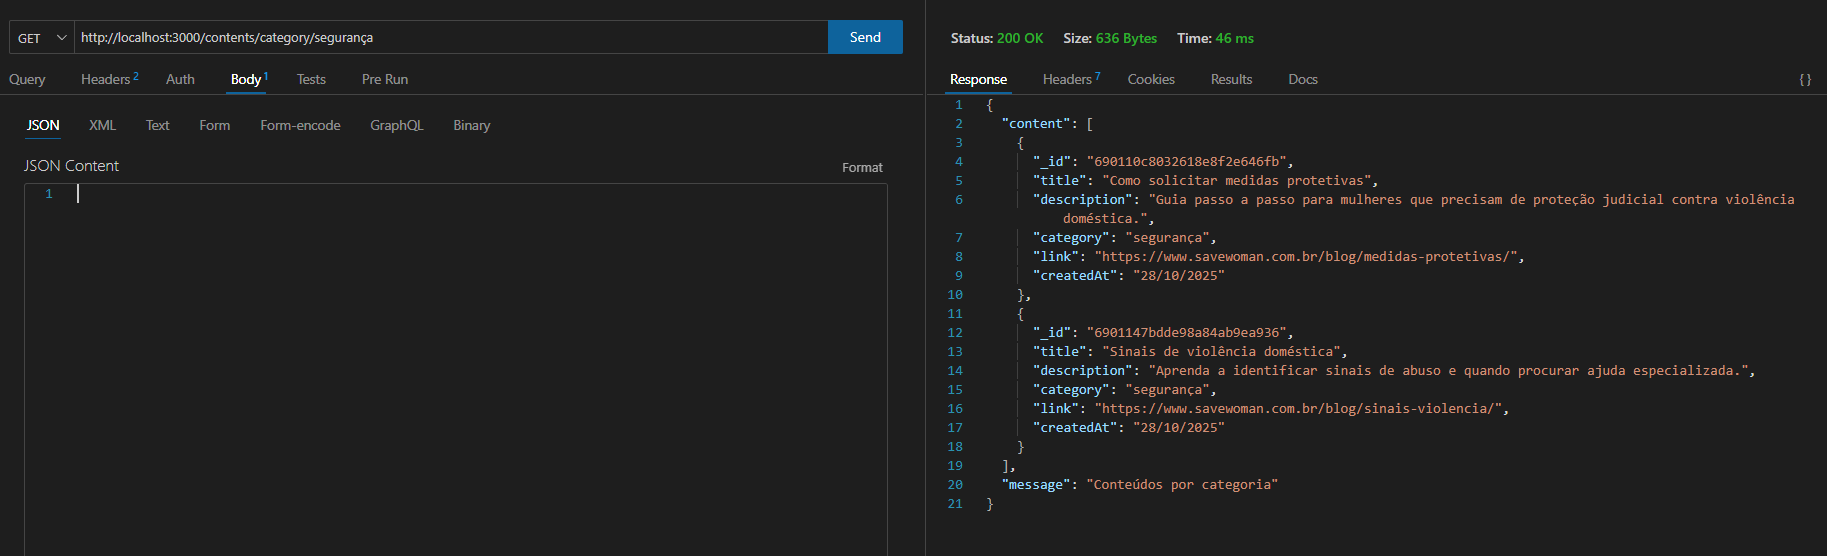 GET http://localhost:3000/contents/category/segurança Send
Query Headers 2 Auth Body 1 Tests Pre Run
JSON XML Text Form Form-encode GraphQL Binary
JSON Content Format
1
Status: 200 OK Size: 636 Bytes Time: 46 ms
Response Headers 7 Cookies Results Docs {}
1 {
2 "content": [
3 {
4 "_id": "690110c8032618e8f2e646fb",
5 "title": "Como solicitar medidas protetivas",
6 "description": "Guia passo a passo para mulheres que precisam de proteção judicial contra violência
doméstica.",
7 "category": "segurança",
8 "link": "https://www.savewoman.com.br/blog/medidas-protetivas/",
9 "createdAt": "28/10/2025"
10 },
11 {
12 "_id": "6901147bdde98a84ab9ea936",
13 "title": "Sinais de violência doméstica",
14 "description": "Aprenda a identificar sinais de abuso e quando procurar ajuda especializada.",
15 "category": "segurança",
16 "link": "https://www.savewoman.com.br/blog/sinais-violencia/",
17 "createdAt": "28/10/2025"
18 }
19 ],
20 "message": "Conteúdos por categoria"
21 }